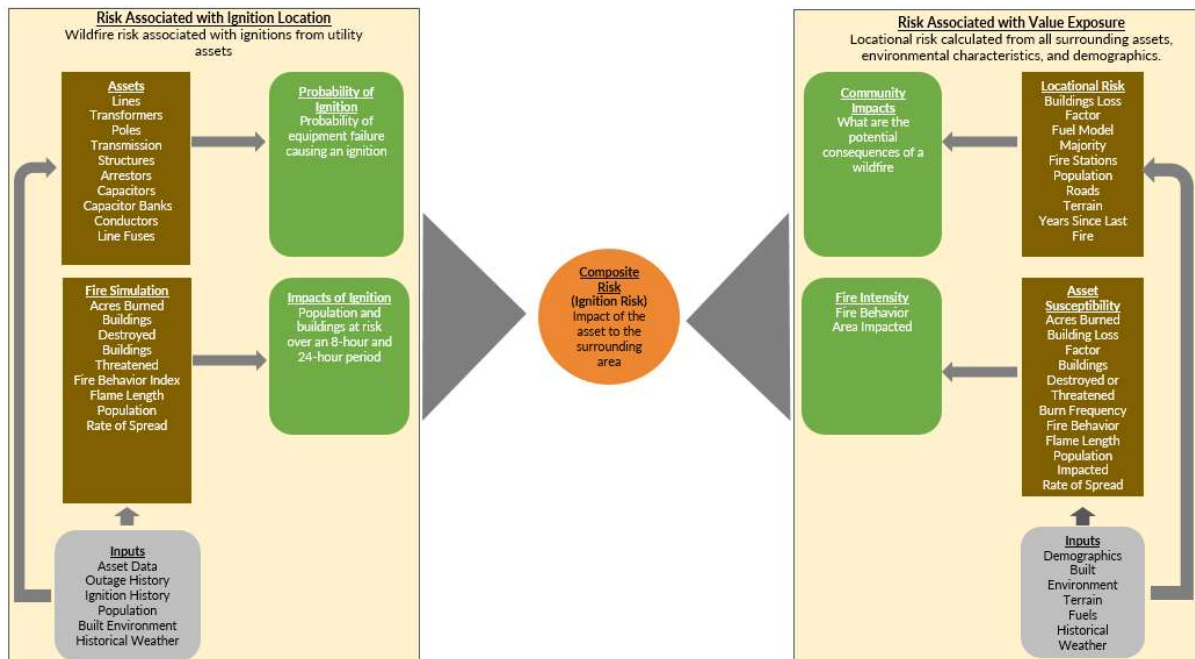 Risk Associated with Ignition Location
Wildfire risk associated with ignitions from utility
assets
Assets
Lines
Transformers
Poles
Transmission
Structures
Arrestors
Capacitors
Capacitor Banks
Conductors
Line Fuses
Probability of
Ignition
Probability of
equipment failure
causing an ignition
Fire Simulation
Acres Burned
Buildings
Destroyed
Buildings
Threatened
Fire Behavior Index
Flame Length
Population
Rate of Spread
Impacts of Ignition
Population and
buildings at risk
over an 8-hour and
24-hour period
Inputs
Asset Data
Outage History
Ignition History
Population
Built Environment
Historical Weather
Composite
Risk
(Ignition Risk)
Impact of the
asset to the
surrounding
area
Risk Associated with Value Exposure
Locational risk calculated from all surrounding assets,
environmental characteristics, and demographics.
Community
Impacts
What are the
potential
consequences of a
wildfire
Locational Risk
Buildings Loss
Factor
Fuel Model
Majority
Fire Stations
Population
Roads
Terrain
Years Since Last
Fire
Fire Intensity
Fire Behavior
Area Impacted
Asset
Susceptibility
Acres Burned
Building Loss
Factor
Buildings
Destroyed or
Threatened
Burn Frequency
Fire Behavior
Flame Length
Population
Impacted
Rate of Spread
Inputs
Demographics
Built
Environment
Terrain
Fuels
Historical
Weather